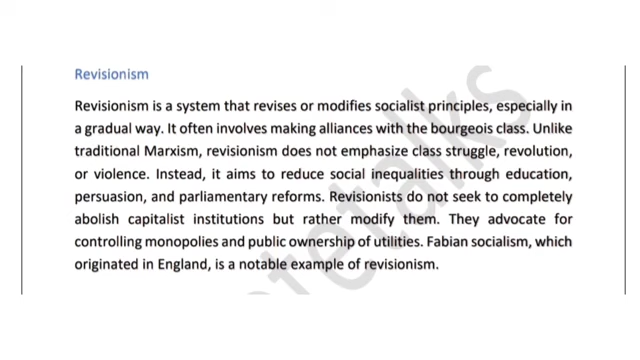 Revisionism
Revisionism is a system that revises or modifies socialist principles, especially in
a gradual way. It often involves making alliances with the bourgeois class. Unlike
traditional Marxism, revisionism does not emphasize class struggle, revolution,
or violence. Instead, it aims to reduce social inequalities through education,
persuasion, and parliamentary reforms. Revisionists do not seek to completely
abolish capitalist institutions but rather modify them. They advocate for
controlling monopolies and public ownership of utilities. Fabian socialism, which
originated in England, is a notable example of revisionism.